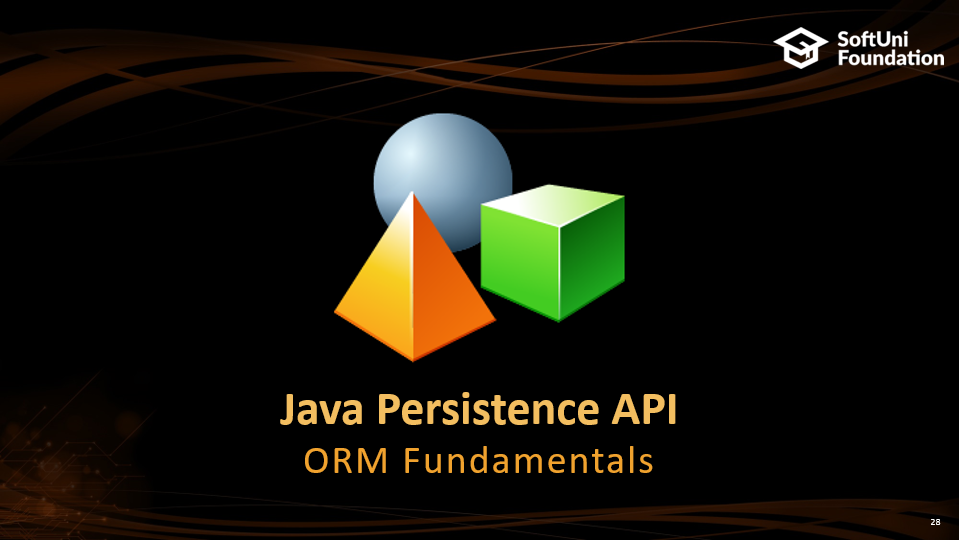 SoftUni
Foundation
Java Persistence API
ORM Fundamentals
28